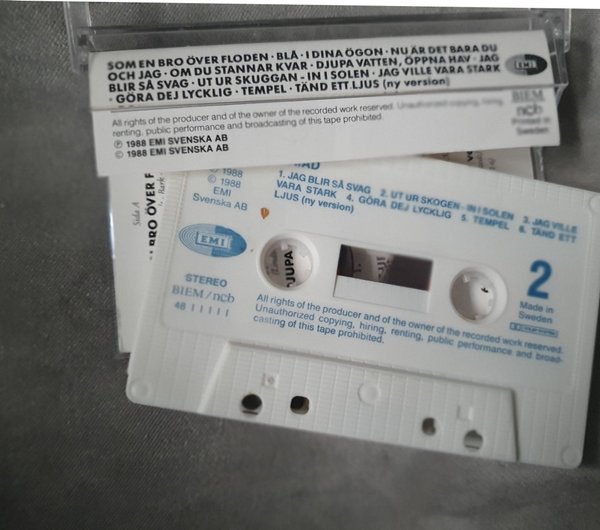 SOM EN BRO ÖVER FLODEN · BLÅ · I DINA ÖGON · NU ÄR DET BARA DU
OCH JAG · OM DU STANNAR KVAR · DJUPA VATTEN, ÖPPNA HAV · JAG
BLIR SÅ SVAG · UT UR SKUGGAN - IN I SOLEN · JAG VILLE VARA STARK
· GÖRA DEJ LYCKLIG · TEMPEL · TÄND ETT LJUS (ny version)
EMI
All rights of the producer and of the owner of the recorded work reserved. Unauthorized copying, hiring,
renting, public performance and broadcasting of this tape prohibited.
℗ 1988 EMI SVENSKA AB
© 1988 EMI SVENSKA AB
BIEM
ncb
Printed in
Sweden
Side A
BRO ÖVER F
℗ 1988
© 1988
EMI
Svenska AB
1. JAG BLIR SÅ SVAG 2. UT UR SKOGEN - IN I SOLEN 3. JAG VILLE
VARA STARK 4. GÖRA DEJ LYCKLIG 5. TEMPEL 6. TÄND ETT
LJUS (ny version)
EMI
STEREO
BIEM/ncb
48 I I I I I
DJUPA
2
Made in
Sweden
All rights of the producer and of the owner of the recorded work reserved.
Unauthorized copying, hiring, renting, public performance and broad-
casting of this tape prohibited.